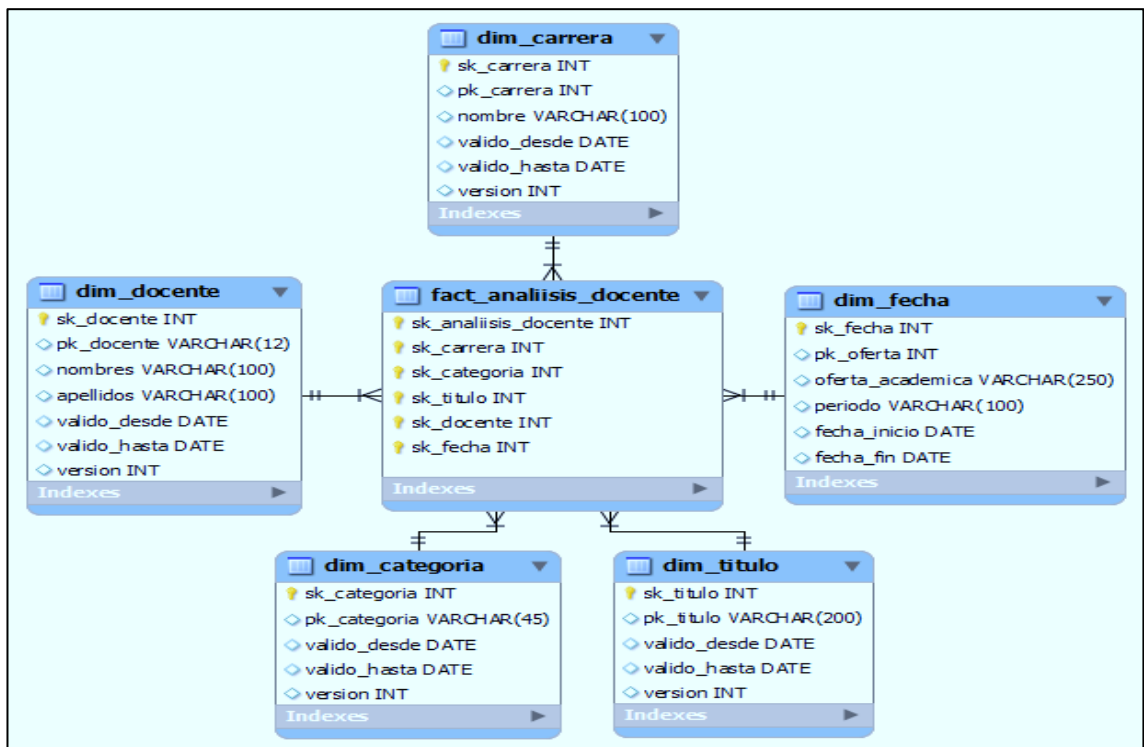 dim_carrera
sk_carrera INT
pk_carrera INT
nombre VARCHAR(100)
valido_desde DATE
valido_hasta DATE
version INT
Indexes
dim_docente
sk_docente INT
pk_docente VARCHAR(12)
nombres VARCHAR(100)
apellidos VARCHAR(100)
valido_desde DATE
valido_hasta DATE
version INT
Indexes
fact_analiisis_docente
sk_analiisis_docente INT
sk_carrera INT
sk_categoria INT
sk_titulo INT
sk_docente INT
sk_fecha INT
Indexes
dim_fecha
sk_fecha INT
pk_oferta INT
oferta_academica VARCHAR(250)
periodo VARCHAR(100)
fecha_inicio DATE
fecha_fin DATE
Indexes
dim_categoria
sk_categoria INT
pk_categoria VARCHAR(45)
valido_desde DATE
valido_hasta DATE
version INT
Indexes
dim_titulo
sk_titulo INT
pk_titulo VARCHAR(200)
valido_desde DATE
valido_hasta DATE
version INT
Indexes